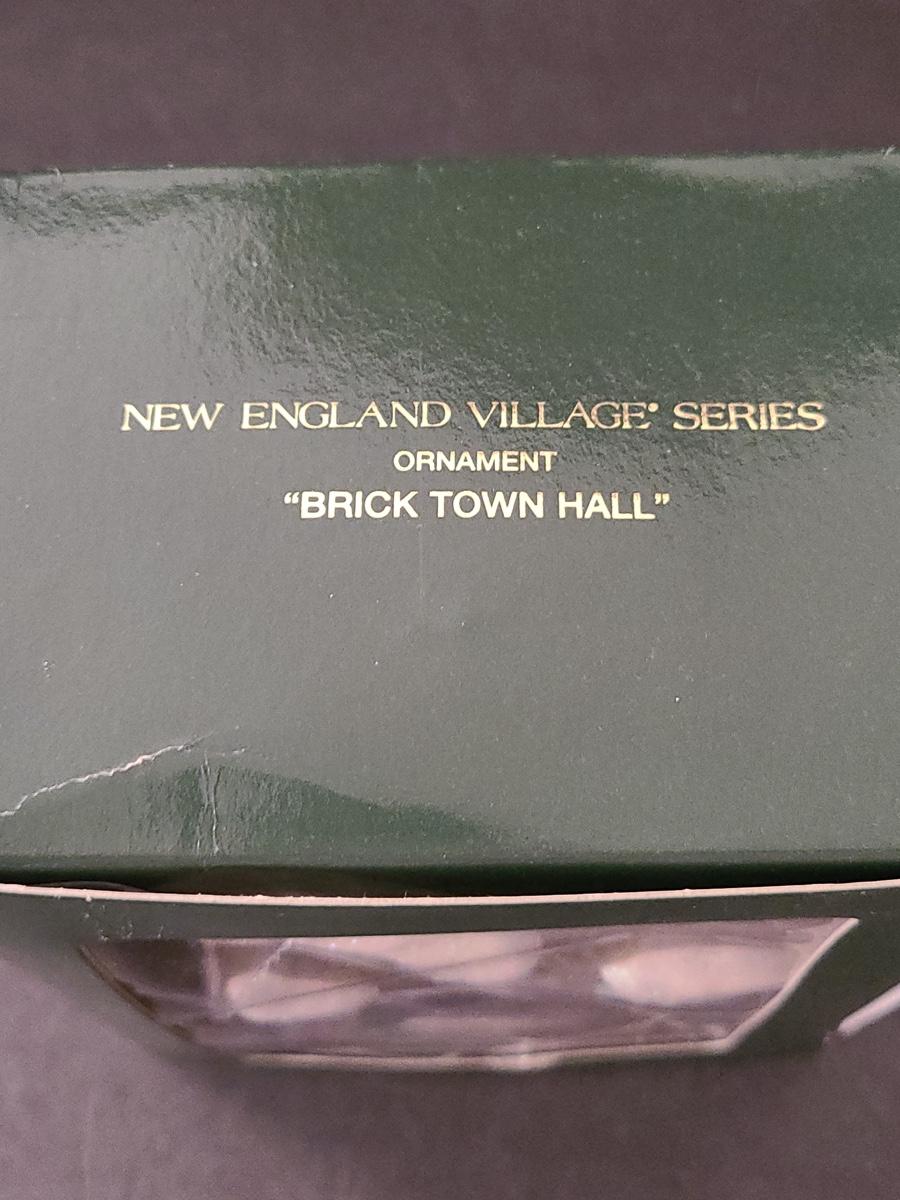 NEW ENGLAND VILLAGE® SERIES
ORNAMENT
“BRICK TOWN HALL”